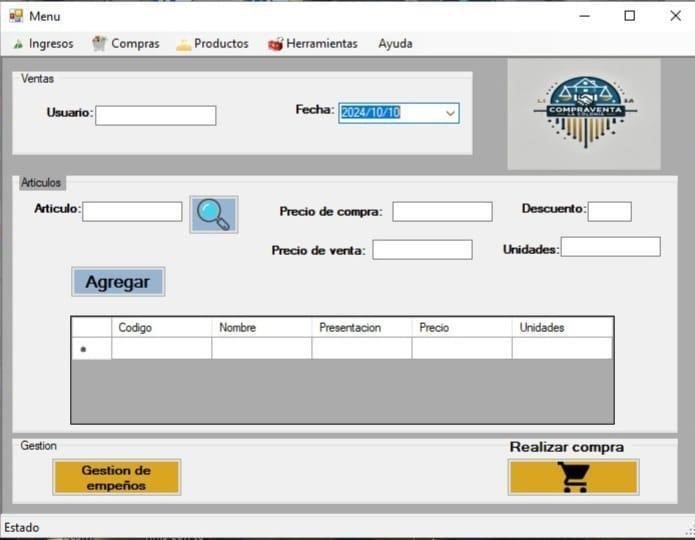 Menu
Ingresos Compras Productos Herramientas Ayuda
Ventas
Usuario: Fecha: 2024/10/10
COMPRAVENTA
LA COLONIA
Articulos
Articulo: Precio de compra: Descuento:
Precio de venta: Unidades:
Agregar
Codigo Nombre Presentacion Precio Unidades
Gestion Realizar compra
Gestion de
empeños
Estado